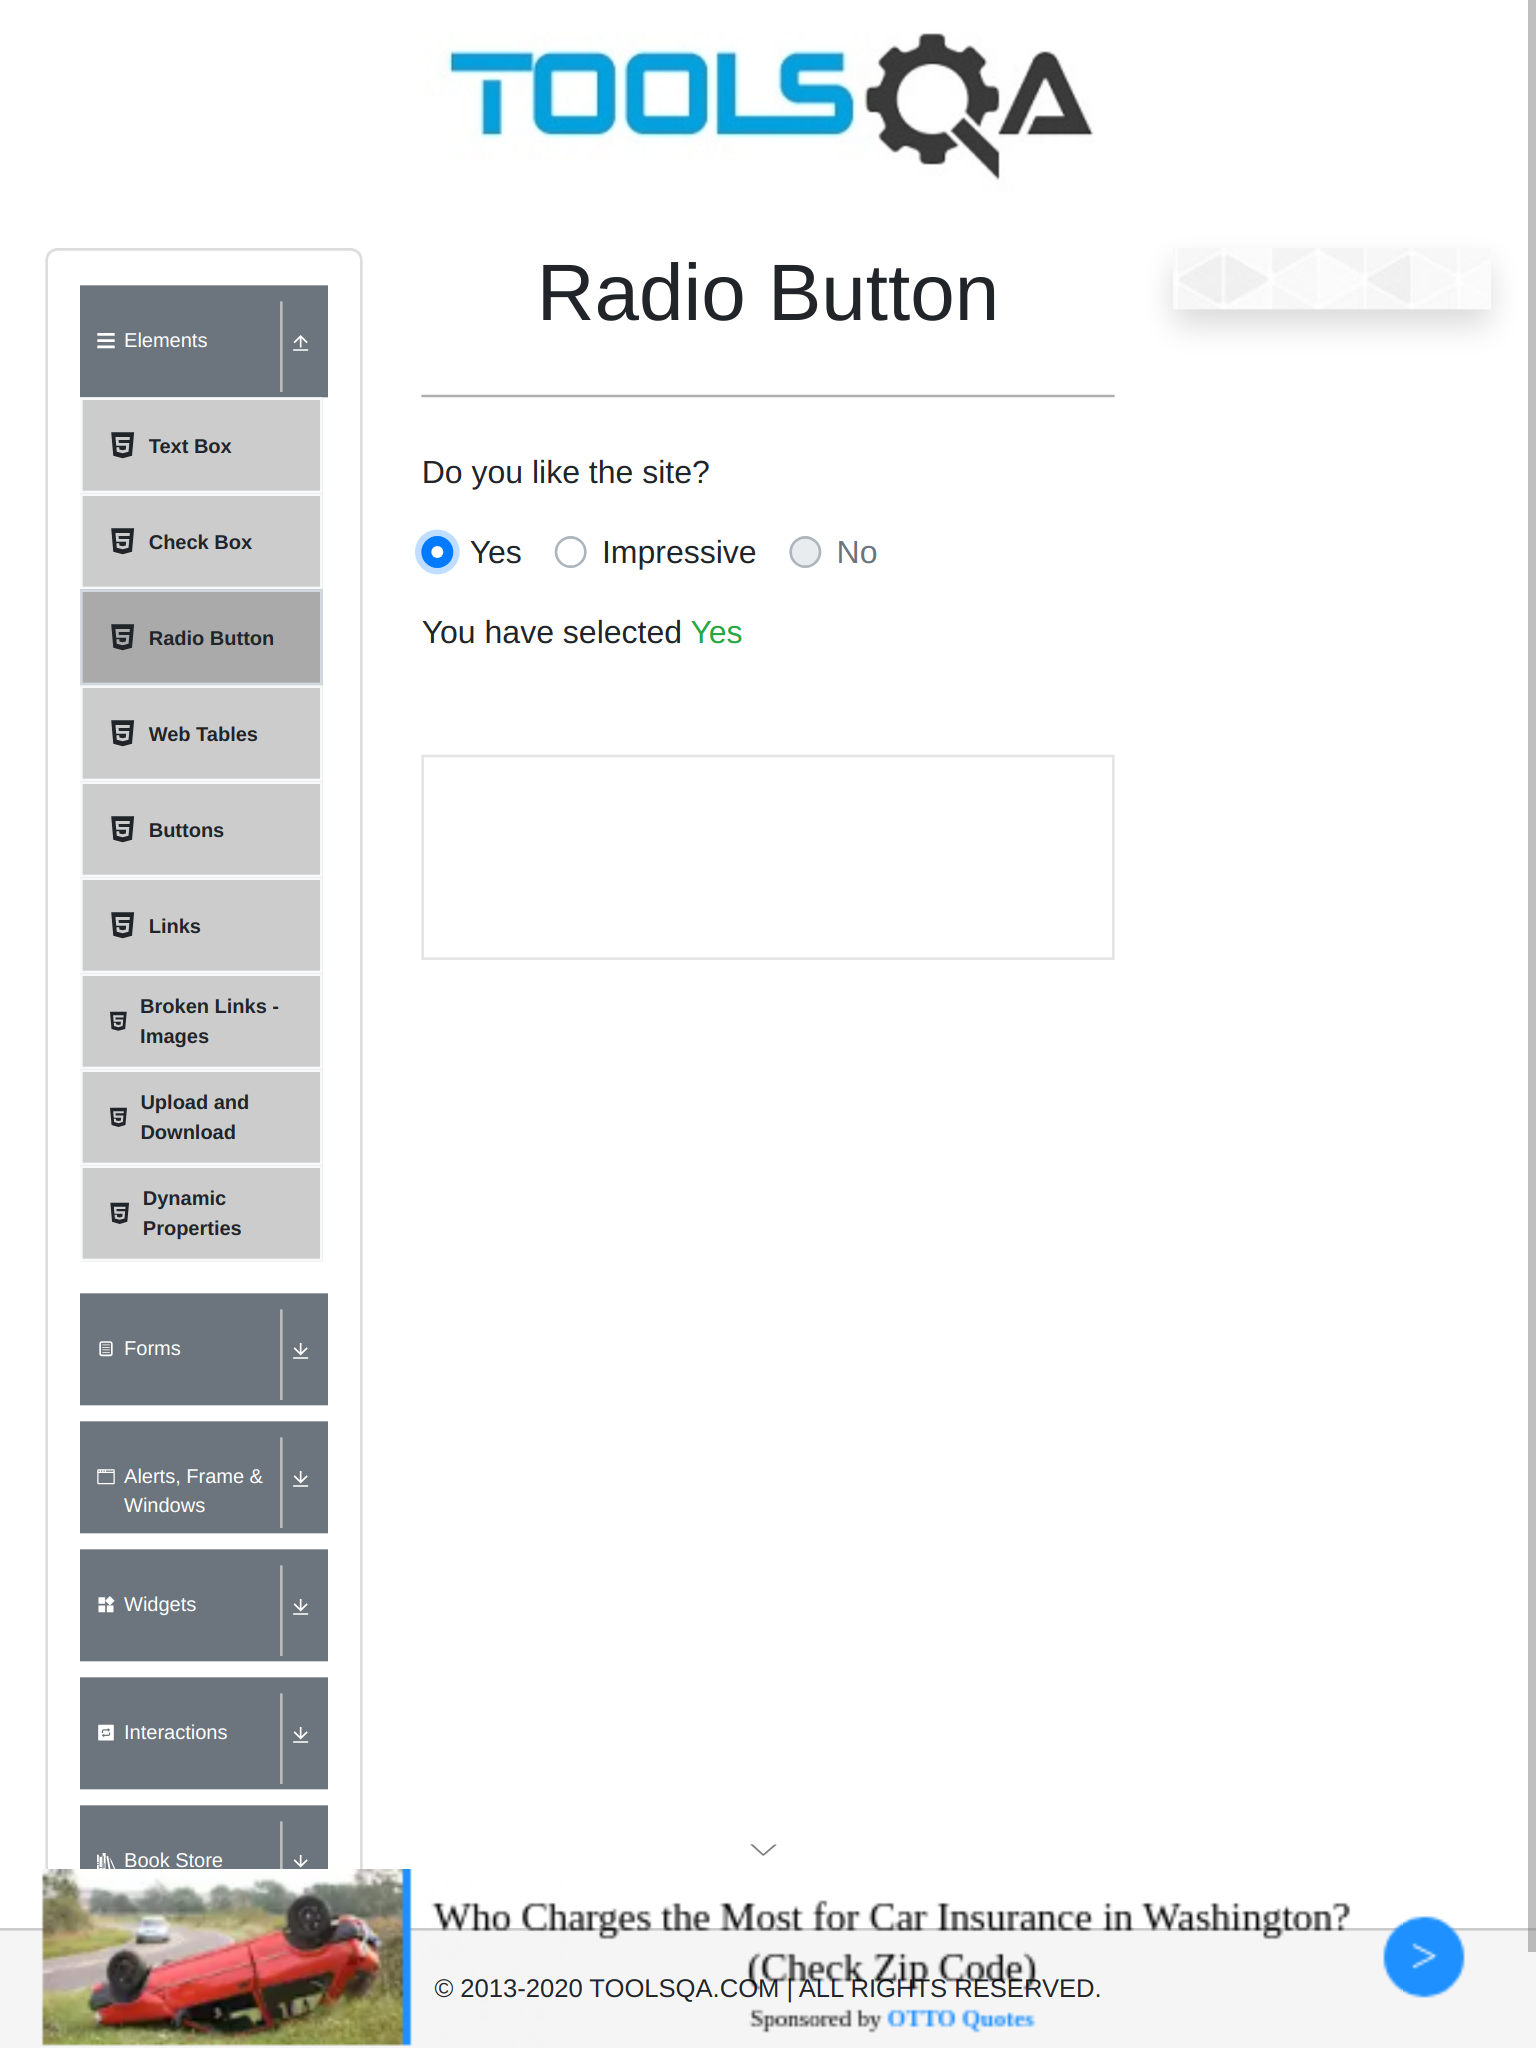 TOOLSQA
Elements
Text Box
Check Box
Radio Button
Web Tables
Buttons
Links
Broken Links -
Images
Upload and
Download
Dynamic
Properties
Forms
Alerts, Frame &
Windows
Widgets
Interactions
Book Store
Radio Button
Do you like the site?
Yes Impressive No
You have selected Yes
Who Charges the Most for Car Insurance in Washington?
(Check Zip Code)
© 2013-2020 TOOLSQA.COM | ALL RIGHTS RESERVED.
Sponsored by OTTO Quotes